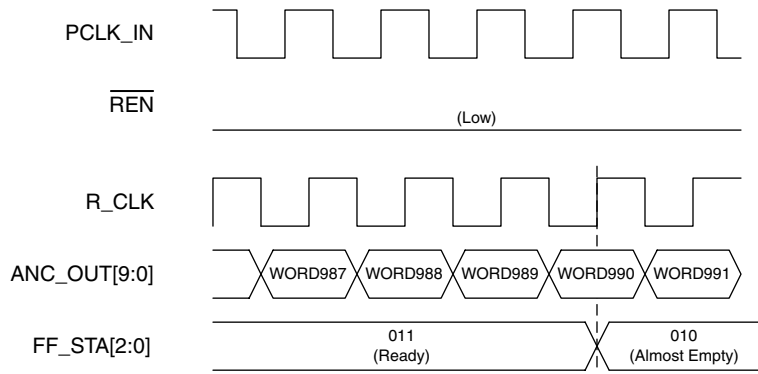 PCLK_IN
REN
(Low)
R_CLK
ANC_OUT[9:0]
WORD987 WORD988 WORD989 WORD990 WORD991
FF_STA[2:0]
011
(Ready)
010
(Almost Empty)